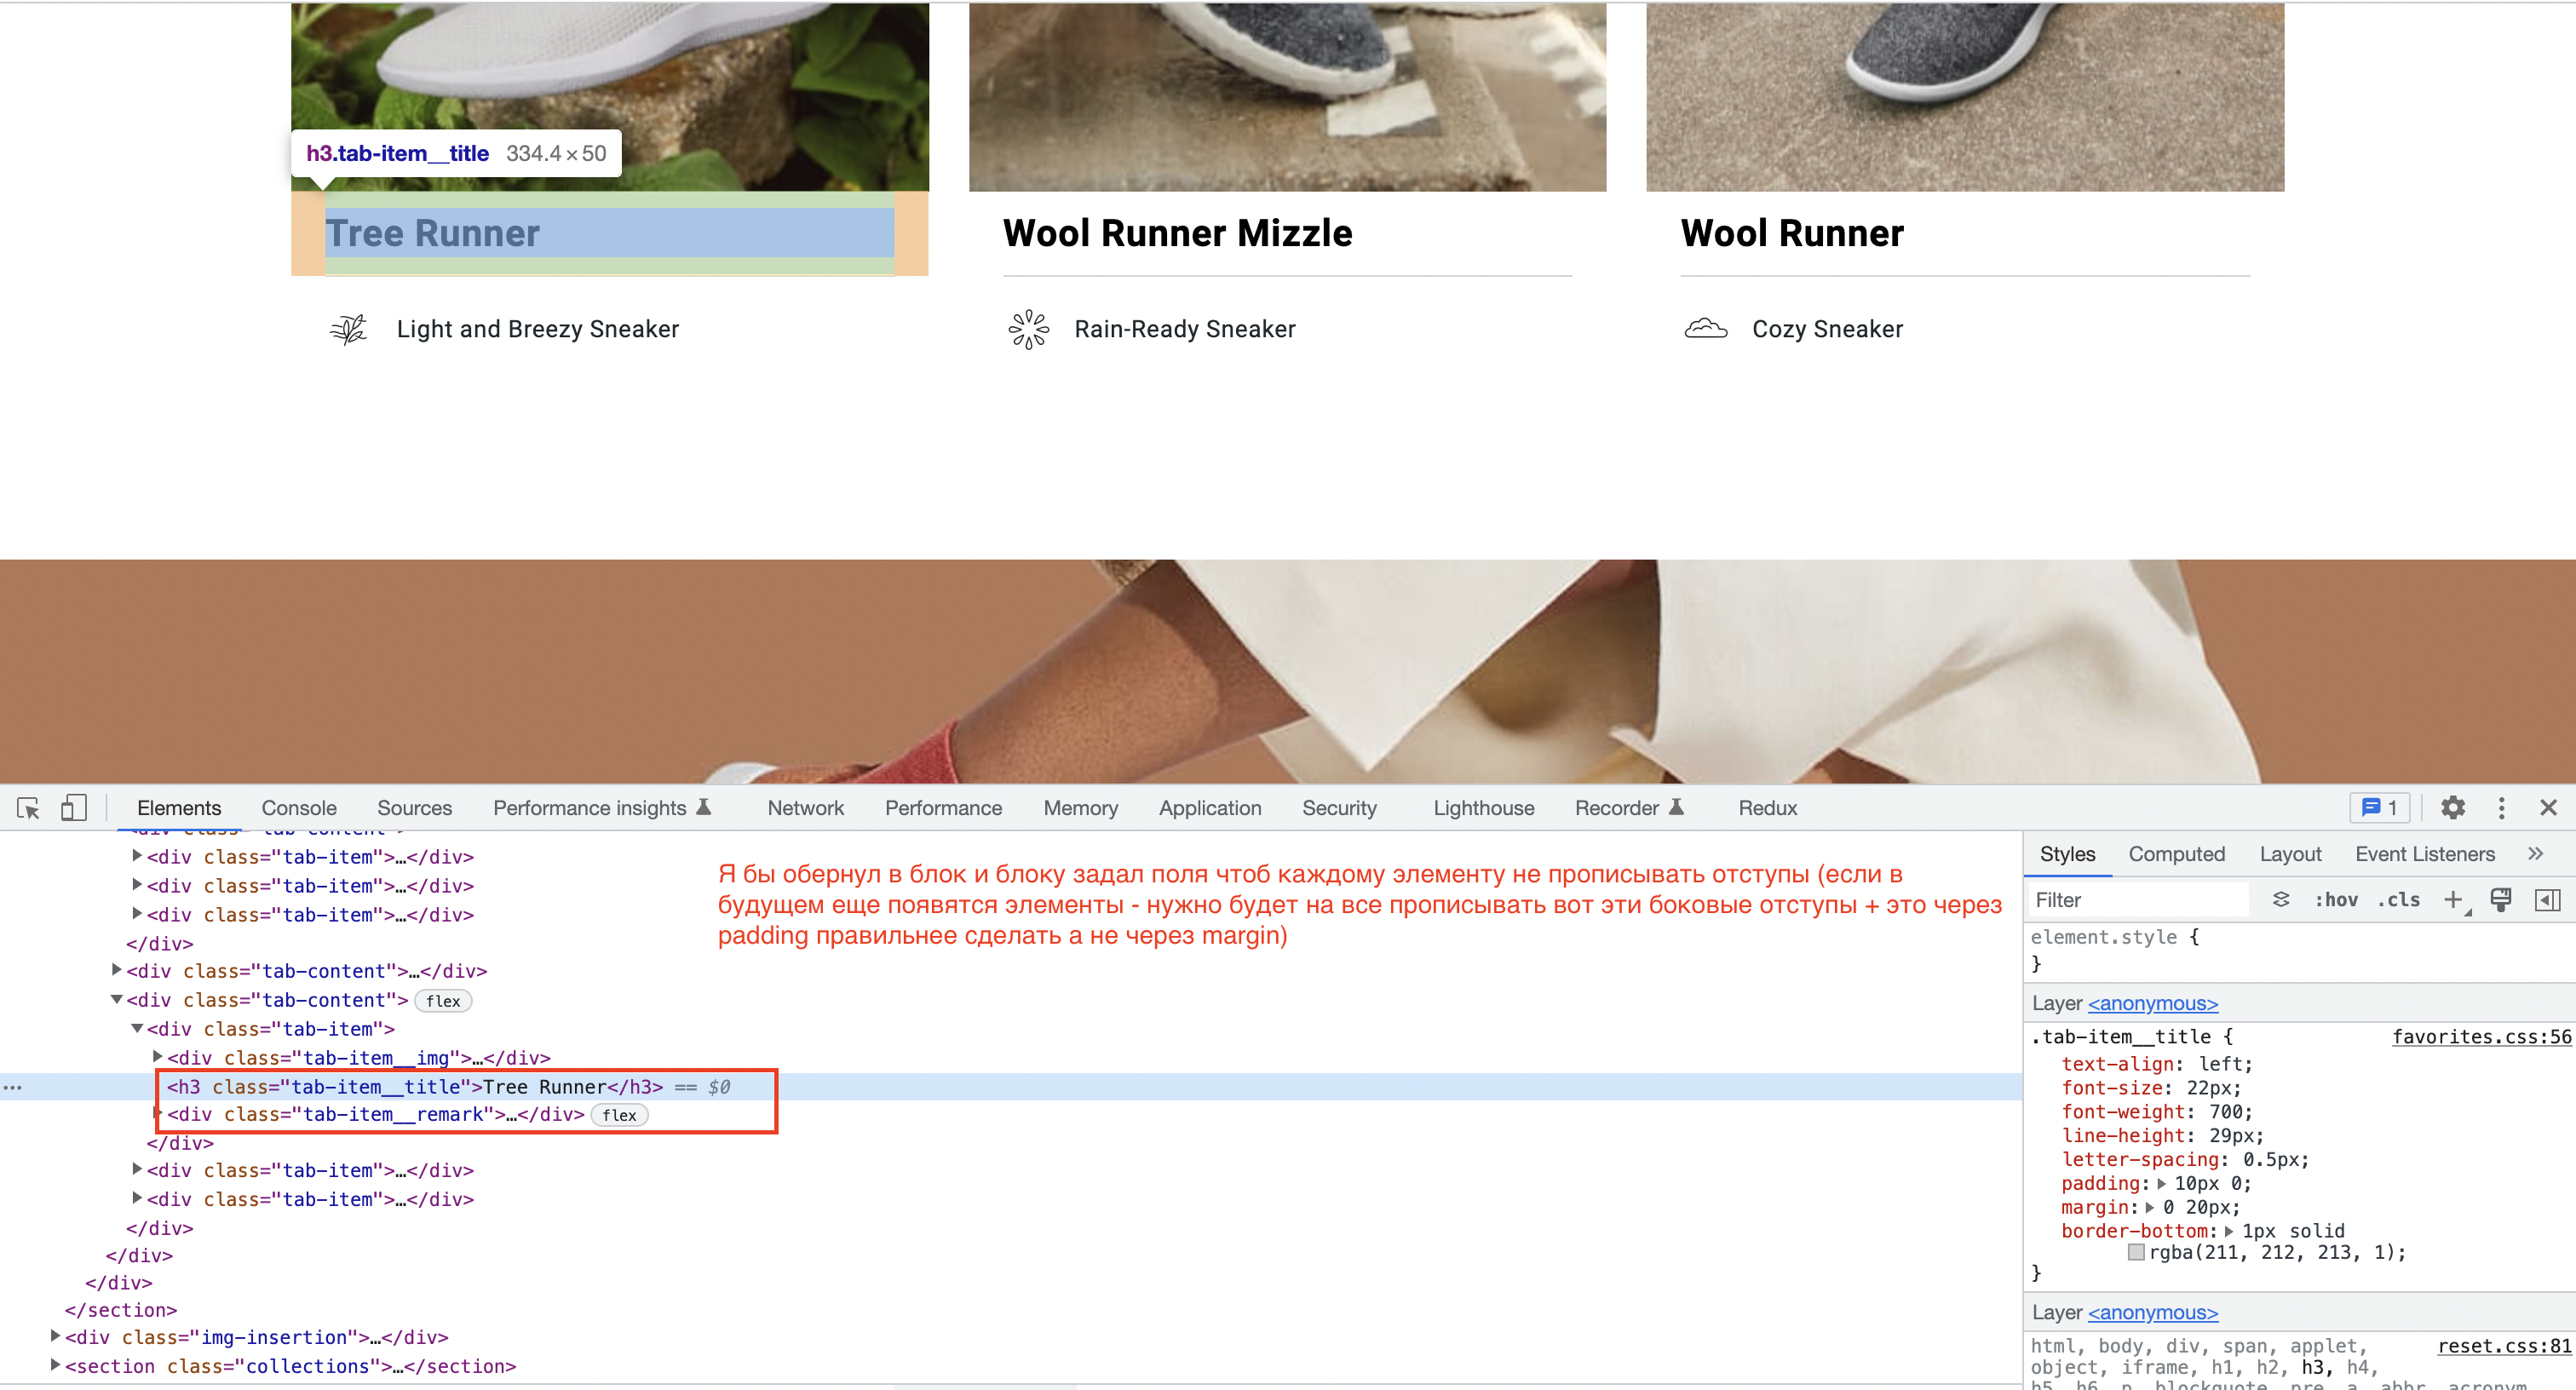 h3.tab-item__title 334.4×50
Tree Runner
Wool Runner Mizzle
Wool Runner
Light and Breezy Sneaker
Rain-Ready Sneaker
Cozy Sneaker
Elements Console Sources Performance insights Network Performance Memory Application Security Lighthouse Recorder Redux 1
<div class="tab-item">…</div>
<div class="tab-item">…</div>
<div class="tab-item">…</div>
</div>
<div class="tab-content">…</div>
<div class="tab-content"> flex
<div class="tab-item">
<div class="tab-item__img">…</div>
<h3 class="tab-item__title">Tree Runner</h3> == $0
<div class="tab-item__remark">…</div> flex
</div>
<div class="tab-item">…</div>
<div class="tab-item">…</div>
</div>
</div>
</div>
</section>
<div class="img-insertion">…</div>
<section class="collections">…</section>
Я бы обернул в блок и блоку задал поля чтоб каждому элементу не прописывать отступы (если в
будущем еще появятся элементы - нужно будет на все прописывать вот эти боковые отступы + это через
padding правильнее сделать а не через margin)
Styles Computed Layout Event Listeners
Filter :hov .cls
element.style {
}
Layer <anonymous>
.tab-item__title { favorites.css:56
text-align: left;
font-size: 22px;
font-weight: 700;
line-height: 29px;
letter-spacing: 0.5px;
padding: 10px 0;
margin: 0 20px;
border-bottom: 1px solid
rgba(211, 212, 213, 1);
}
Layer <anonymous>
html, body, div, span, applet, reset.css:81
object, iframe, h1, h2, h3, h4,
h5, h6, p, blockquote, pre, a, abbr, acronym,